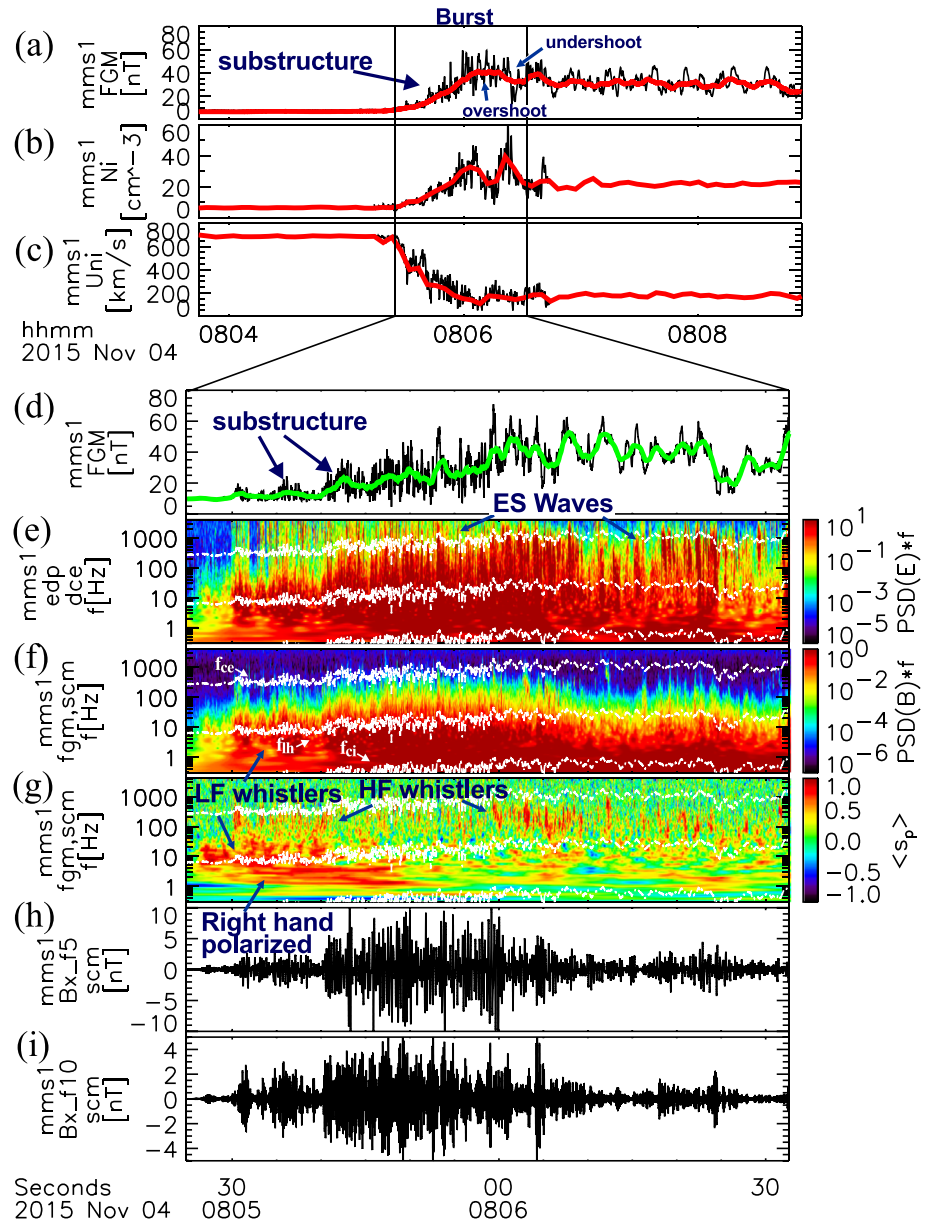 Burst
(a)
mms1
FGM
[nT]
80
60
40
20
0
substructure
undershoot
overshoot
(b)
mms1
Ni
[cm^-3]
60
40
20
0
(c)
mms1
Uni
[km/s]
800
600
400
200
0
hhmm
2015 Nov 04
0804
0806
0808
(d)
mms1
FGM
[nT]
80
60
40
20
0
substructure
ES Waves
(e)
mms1
edp
dce
f[Hz]
1000
100
10
1
10^1
10^-1
10^-3
10^-5
PSD(E)*f
(f)
mms1
fgm,scm
f[Hz]
1000
100
10
1
f_ce
f_lh
f_ci
10^0
10^-2
10^-4
10^-6
PSD(B)*f
(g)
mms1
fgm,scm
f[Hz]
1000
100
10
1
LF whistlers
HF whistlers
Right hand
polarized
1.0
0.5
0.0
-0.5
-1.0
<s_p>
(h)
mms1
Bx_f5
scm
[nT]
10
5
0
-5
-10
(i)
mms1
Bx_f10
scm
[nT]
4
2
0
-2
-4
Seconds
2015 Nov 04
30
0805
00
0806
30